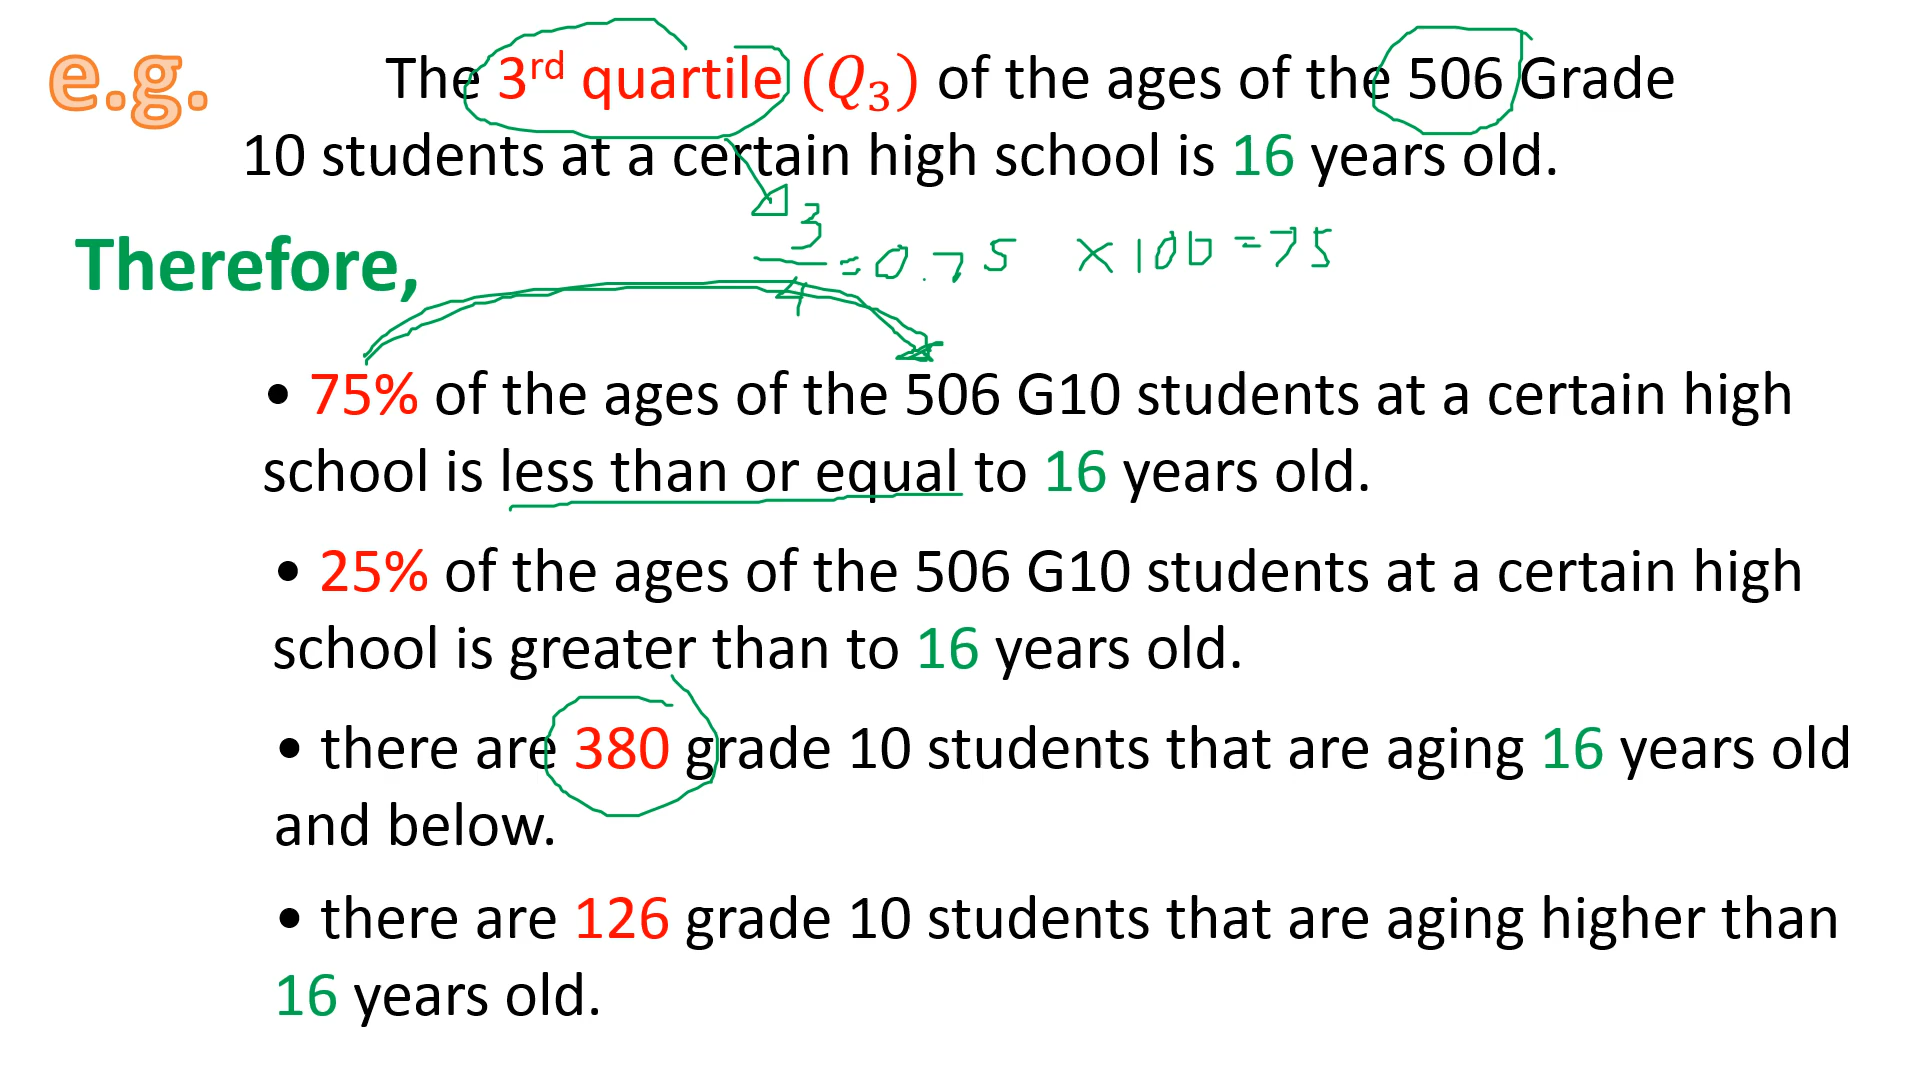 e.g. The 3rd quartile (Q3) of the ages of the 506 Grade
10 students at a certain high school is 16 years old.
3/4 = 0.75 × 100 = 75
Therefore,
• 75% of the ages of the 506 G10 students at a certain high
school is less than or equal to 16 years old.
• 25% of the ages of the 506 G10 students at a certain high
school is greater than to 16 years old.
• there are 380 grade 10 students that are aging 16 years old
and below.
• there are 126 grade 10 students that are aging higher than
16 years old.